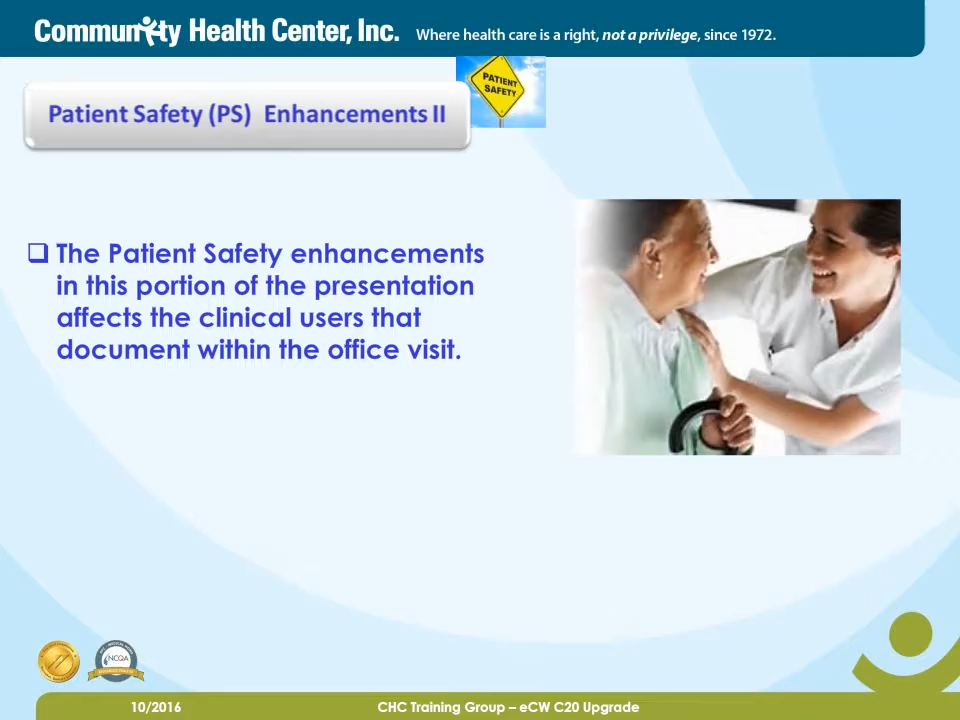 Community Health Center, Inc. Where health care is a right, not a privilege, since 1972.
PATIENT
SAFETY
Patient Safety (PS) Enhancements II
❑ The Patient Safety enhancements
in this portion of the presentation
affects the clinical users that
document within the office visit.
NCQA
10/2016 CHC Training Group – eCW C20 Upgrade